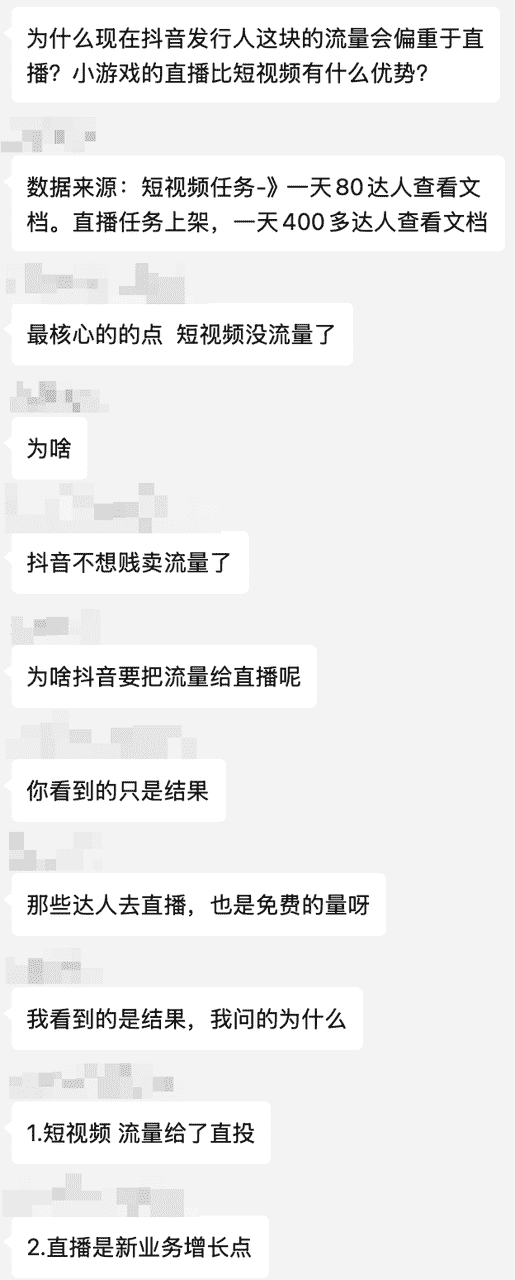 为什么现在抖音发行人这块的流量会偏重于直
播？小游戏的直播比短视频有什么优势？
数据来源：短视频任务-》一天80达人查看文
档。直播任务上架，一天400多达人查看文档
最核心的的点 短视频没流量了
为啥
抖音不想贱卖流量了
为啥抖音要把流量给直播呢
你看到的只是结果
那些达人去直播，也是免费的量呀
我看到的是结果，我问的为什么
1.短视频 流量给了直投
2.直播是新业务增长点